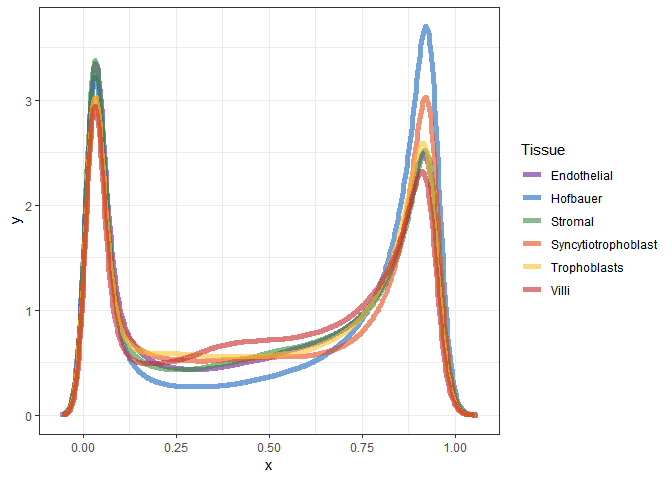 y
3
2
1
0
0.00 0.25 0.50 0.75 1.00
x
Tissue
Endothelial
Hofbauer
Stromal
Syncytiotrophoblast
Trophoblasts
Villi